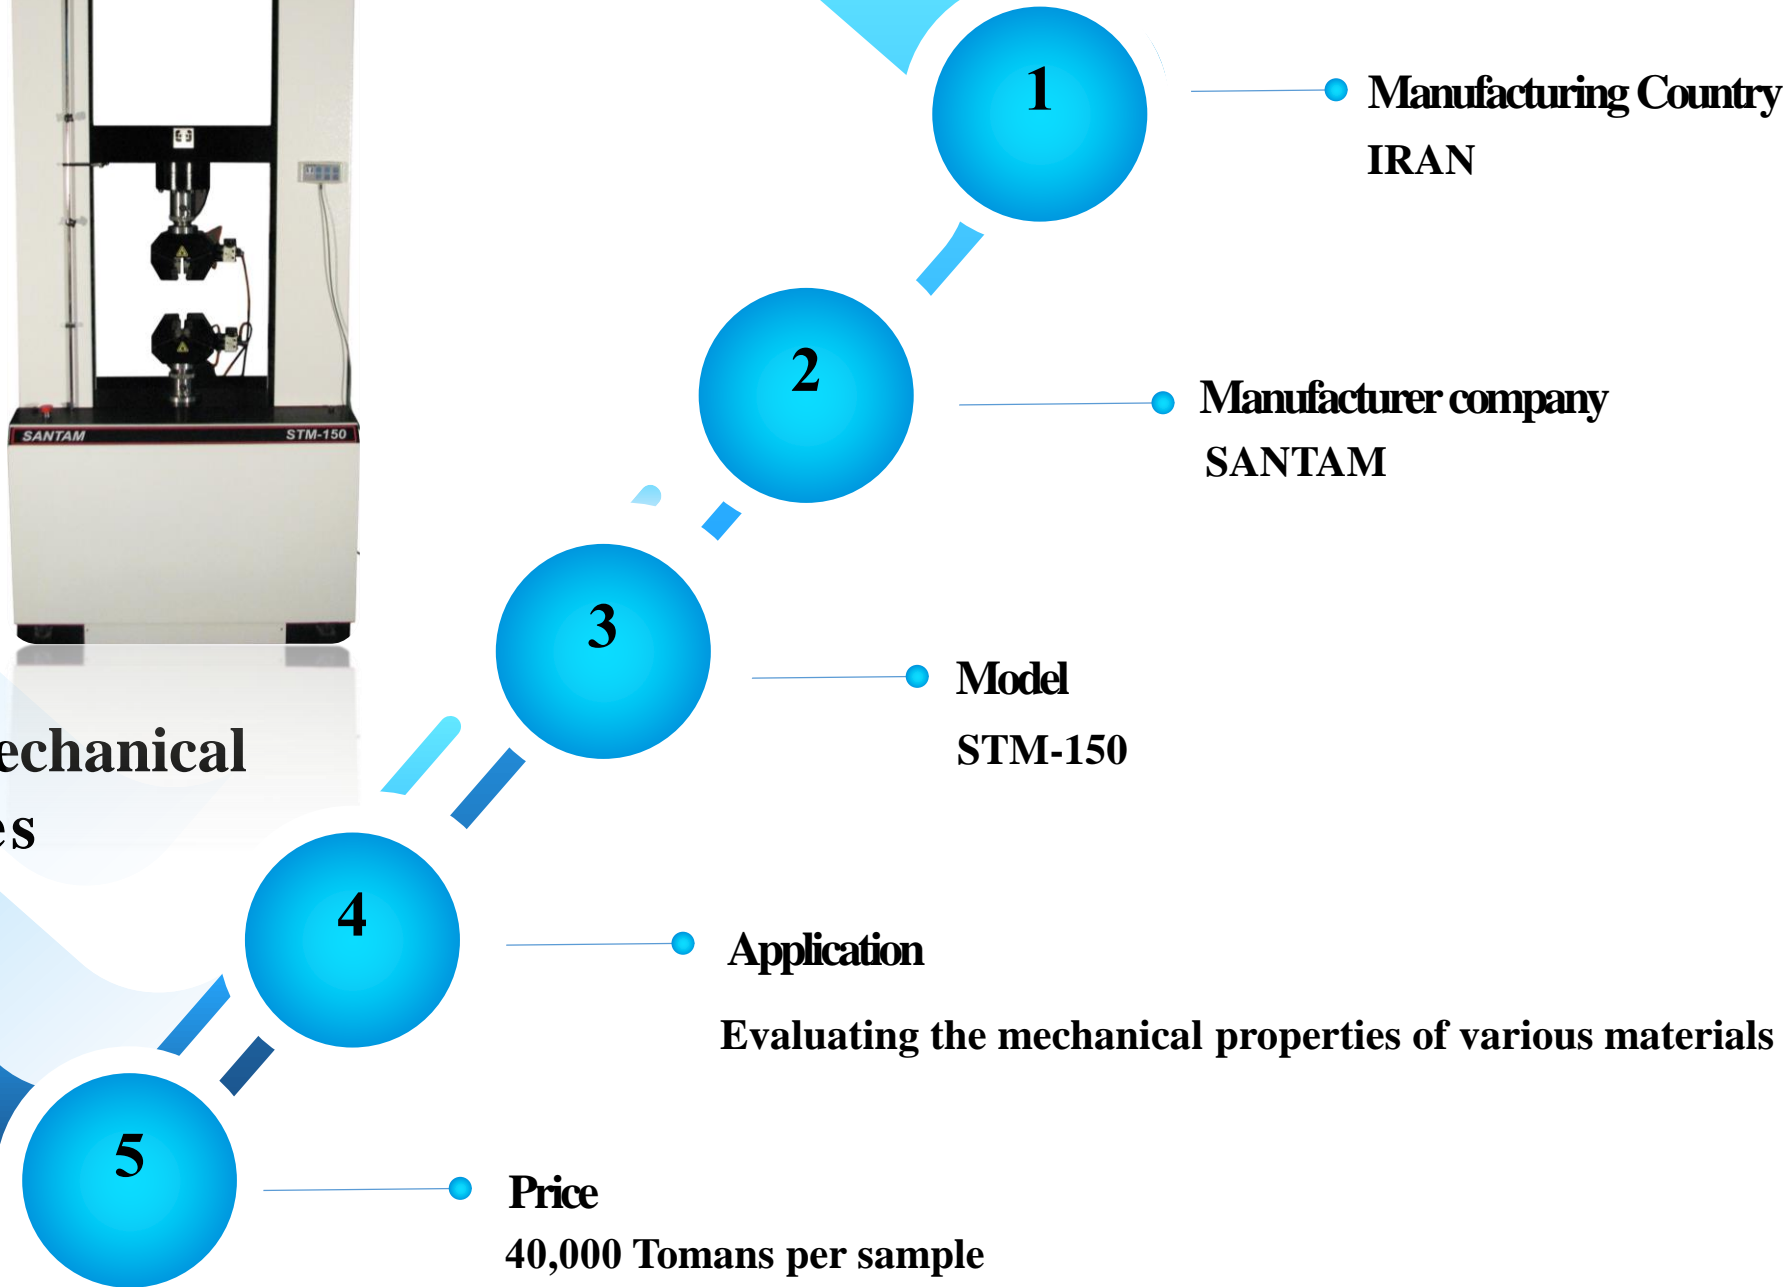 1
Manufacturing Country
IRAN
2
Manufacturer company
SANTAM
SANTAM STM-150
3
Model
STM-150
echanical
es
4
Application
Evaluating the mechanical properties of various materials
5
Price
40,000 Tomans per sample